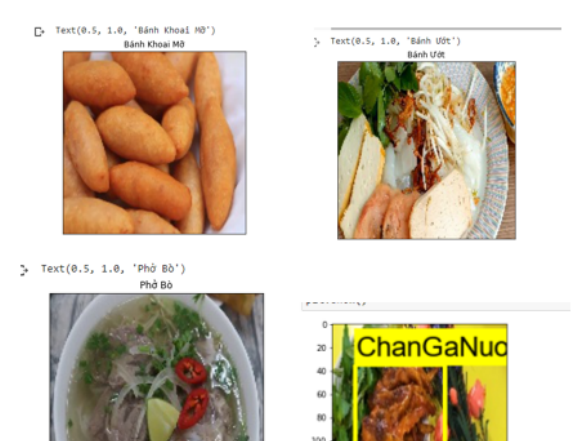 Text(0.5, 1.0, 'Bánh Khoai Mỡ')
Bánh Khoai Mỡ
Text(0.5, 1.0, 'Bánh Ướt')
Bánh Ướt
Text(0.5, 1.0, 'Phở Bò')
Phở Bò
0
20
40
60
80
100
ChanGaNuo